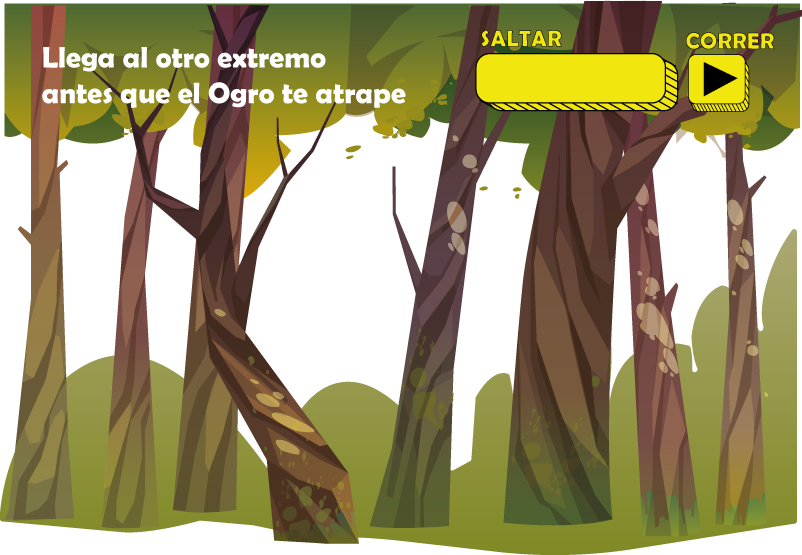 Llega al otro extremo
antes que el Ogro te atrape
SALTAR
CORRER